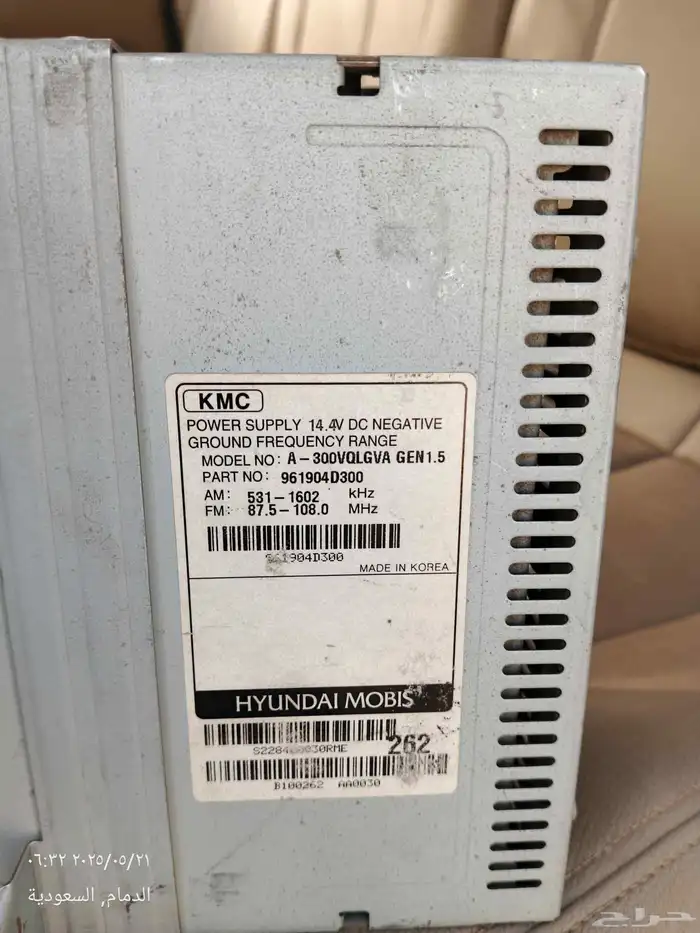 KMC
POWER SUPPLY 14.4V DC NEGATIVE
GROUND FREQUENCY RANGE
MODEL NO: A-300VQLGVA GEN1.5
PART NO: 961904D300
AM: 531-1602 kHz
FM: 87.5-108.0 MHz
961904D300
MADE IN KOREA
HYUNDAI MOBIS
262
B100262 AA0030
٠٦:٣٢ ٢٠٢٥/٠٥/٢١
الدمام, السعودية
حراج